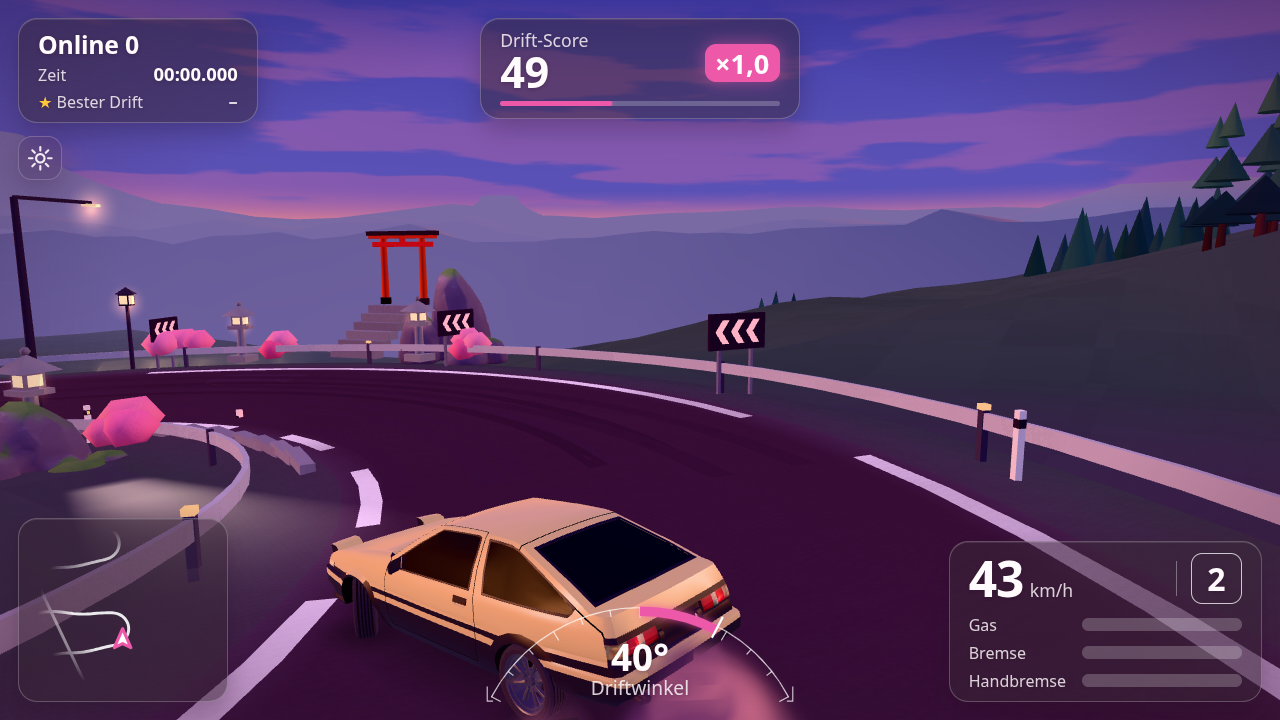 Online 0
Zeit 00:00.000
★ Bester Drift –
Drift-Score
49
×1,0
43 km/h
2
Gas
Bremse
Handbremse
40°
Driftwinkel